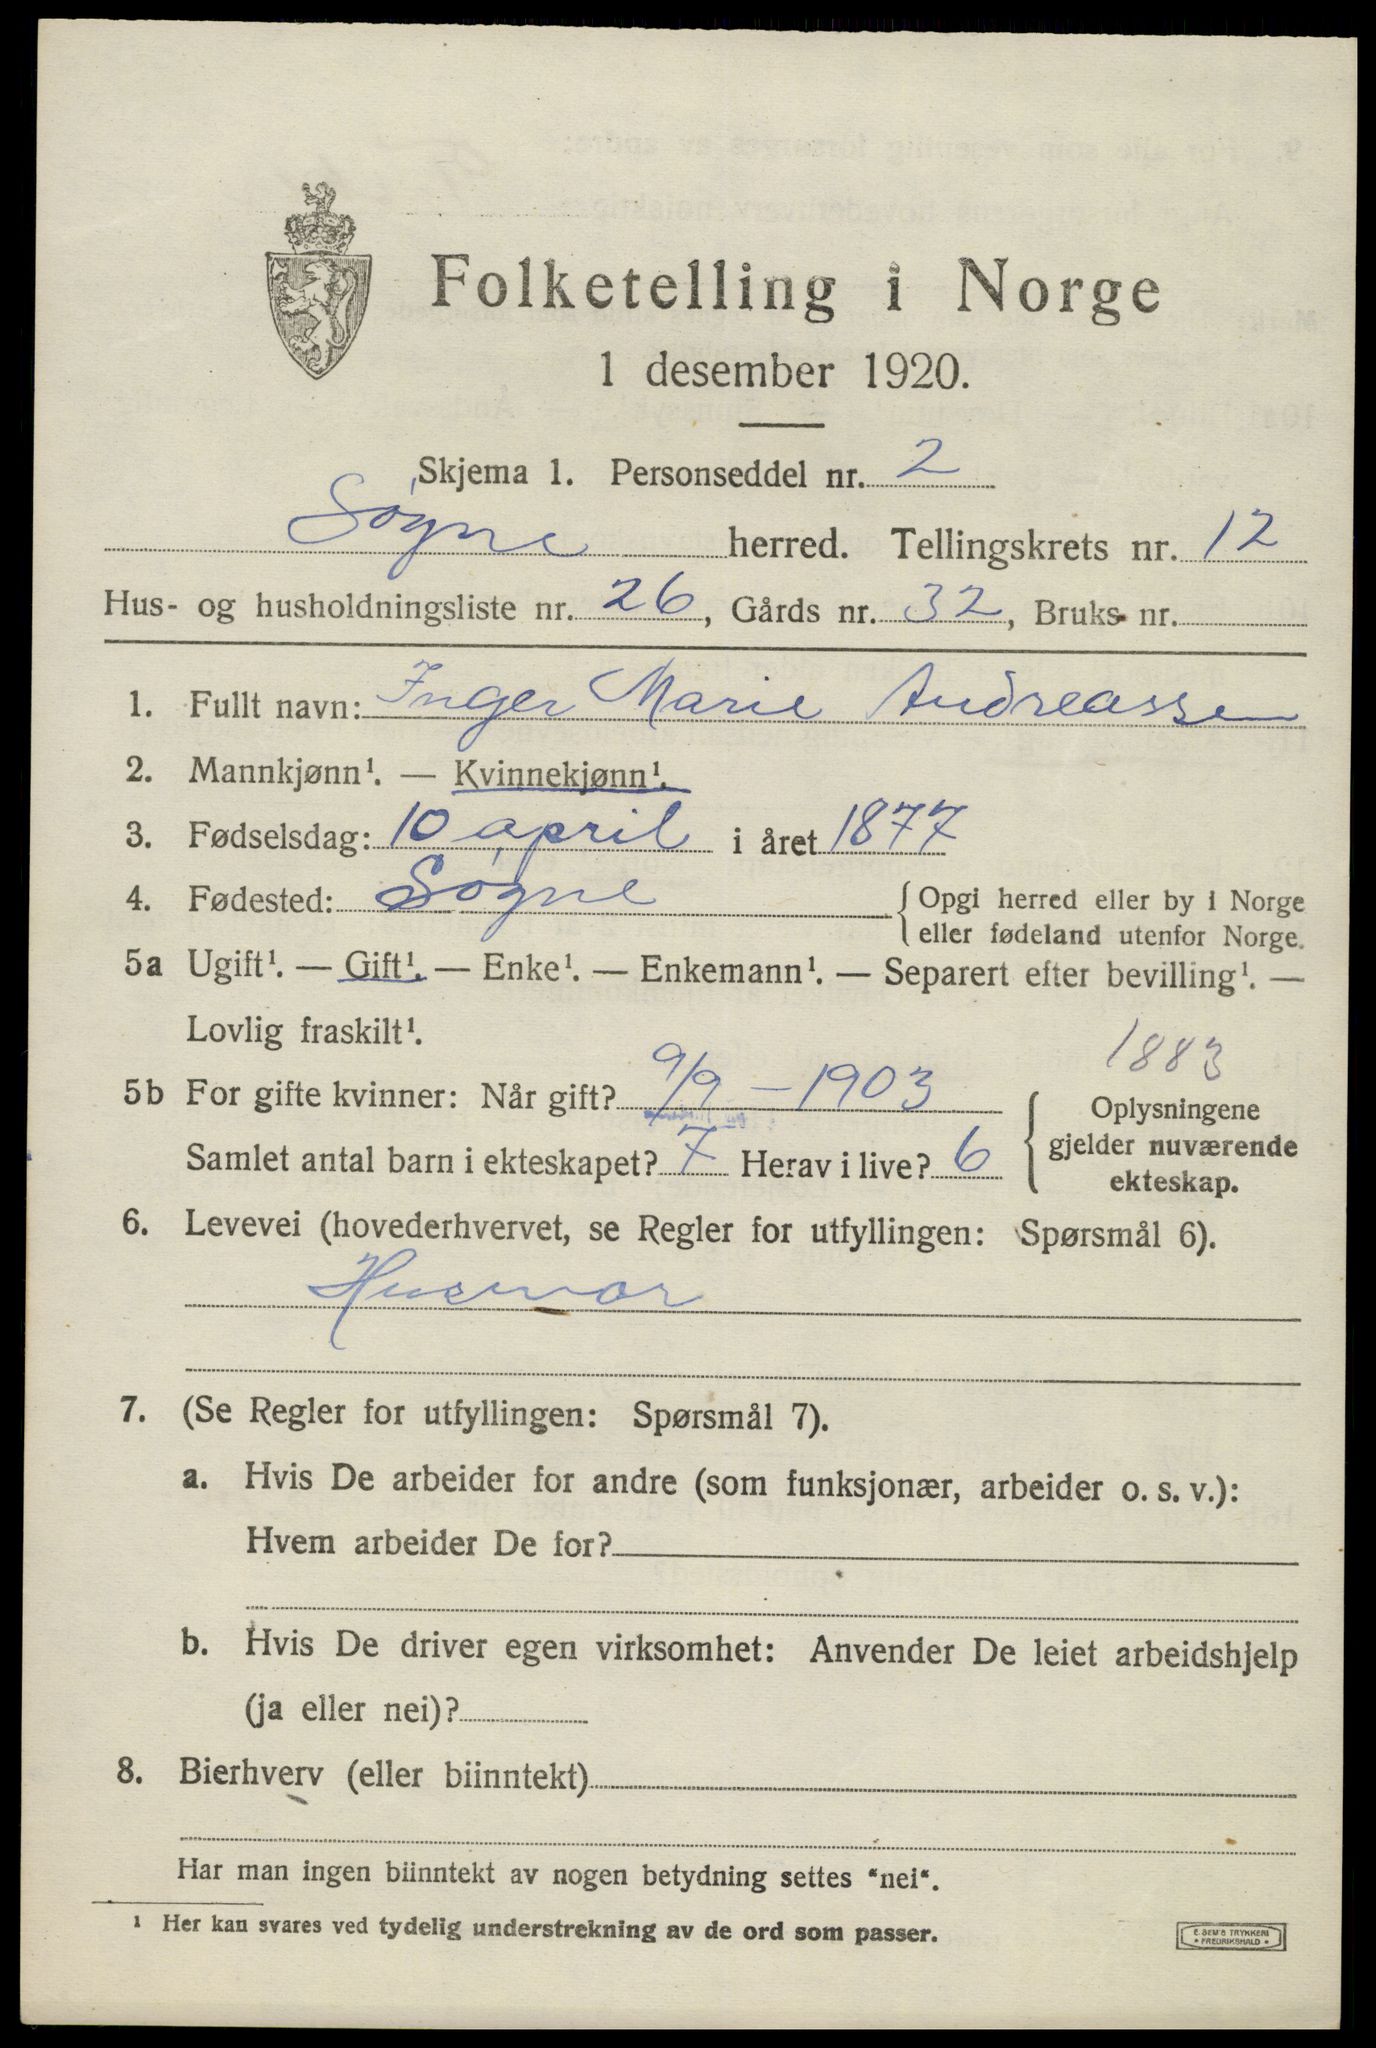 Folketelling i Norge
1 desember 1920.
Skjema 1. Personseddel nr. 2
Søgne herred. Tellingskrets nr. 12
Hus- og husholdningsliste nr. 26, Gårds nr. 32, Bruks nr.
1. Fullt navn: Inger Marie Andreassen
2. Mannkjønn¹. — Kvinnekjønn¹.
3. Fødselsdag: 10 april i året 1877
4. Fødested: Søgne { Opgi herred eller by i Norge
eller fødeland utenfor Norge.
5a Ugift¹. — Gift¹. — Enke¹. — Enkemann¹. — Separert efter bevilling¹. —
Lovlig fraskilt¹.
1883
5b For gifte kvinner: Når gift? 9/9 – 1903
Samlet antal barn i ekteskapet? 7 Herav i live? 6
{ Oplysningene
gjelder nuværende
ekteskap.
6. Levevei (hovederhvervet, se Regler for utfyllingen: Spørsmål 6).
Husmor
7. (Se Regler for utfyllingen: Spørsmål 7).
a. Hvis De arbeider for andre (som funksjonær, arbeider o. s. v.):
Hvem arbeider De for?
b. Hvis De driver egen virksomhet: Anvender De leiet arbeidshjelp
(ja eller nei)?
8. Bierhverv (eller biinntekt)
Har man ingen biinntekt av nogen betydning settes "nei".
¹ Her kan svares ved tydelig understrekning av de ord som passer.
E. SEM'S TRYKKERI
• FREDRIKSHALD •